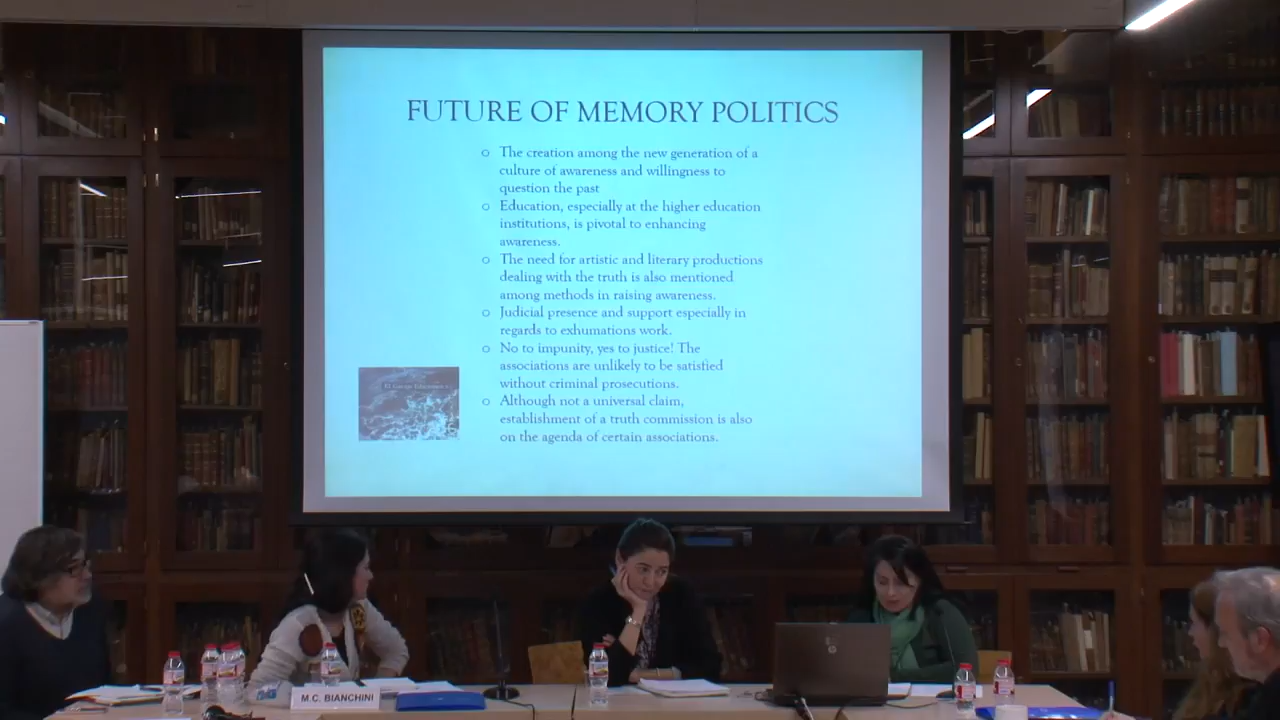 FUTURE OF MEMORY POLITICS
The creation among the new generation of a
culture of awareness and willingness to
question the past
Education, especially at the higher education
institutions, is pivotal to enhancing
awareness.
The need for artistic and literary productions
dealing with the truth is also mentioned
among methods in raising awareness.
Judicial presence and support especially in
regards to exhumations work.
No to impunity, yes to justice! The
associations are unlikely to be satisfied
without criminal prosecutions.
Although not a universal claim,
establishment of a truth commission is also
on the agenda of certain associations.
M.C. BIANCHINI
hp